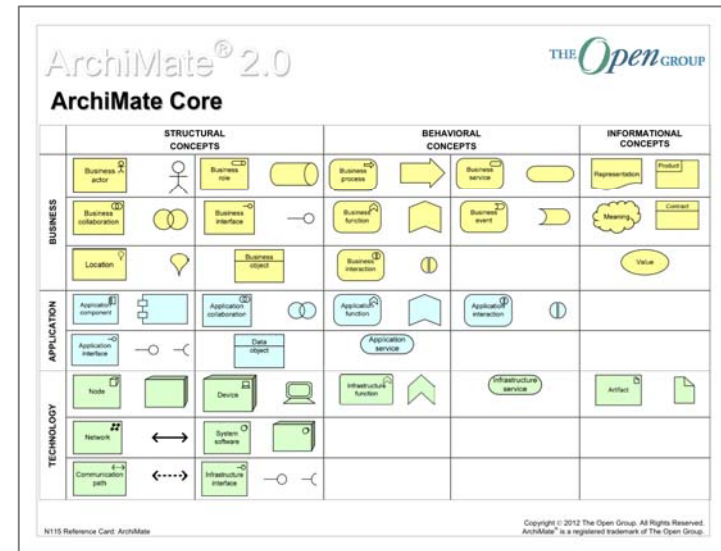 ArchiMate® 2.0
THE Open GROUP
ArchiMate Core
STRUCTURAL
CONCEPTS
BEHAVIORAL
CONCEPTS
INFORMATIONAL
CONCEPTS
BUSINESS
Business
actor
Business
role
Business
process
Business
service
Representation
Product
Business
collaboration
Business
interface
Business
function
Business
event
Meaning
Contract
Location
Business
object
Business
interaction
Value
APPLICATION
Application
component
Application
collaboration
Application
function
Application
interaction
Application
interface
Data
object
Application
service
TECHNOLOGY
Node
Device
Infrastructure
function
Infrastructure
service
Artifact
Network
System
software
Communication
path
Infrastructure
interface
N115 Reference Card: ArchiMate
Copyright © 2012 The Open Group. All Rights Reserved.
ArchiMate® is a registered trademark of The Open Group.